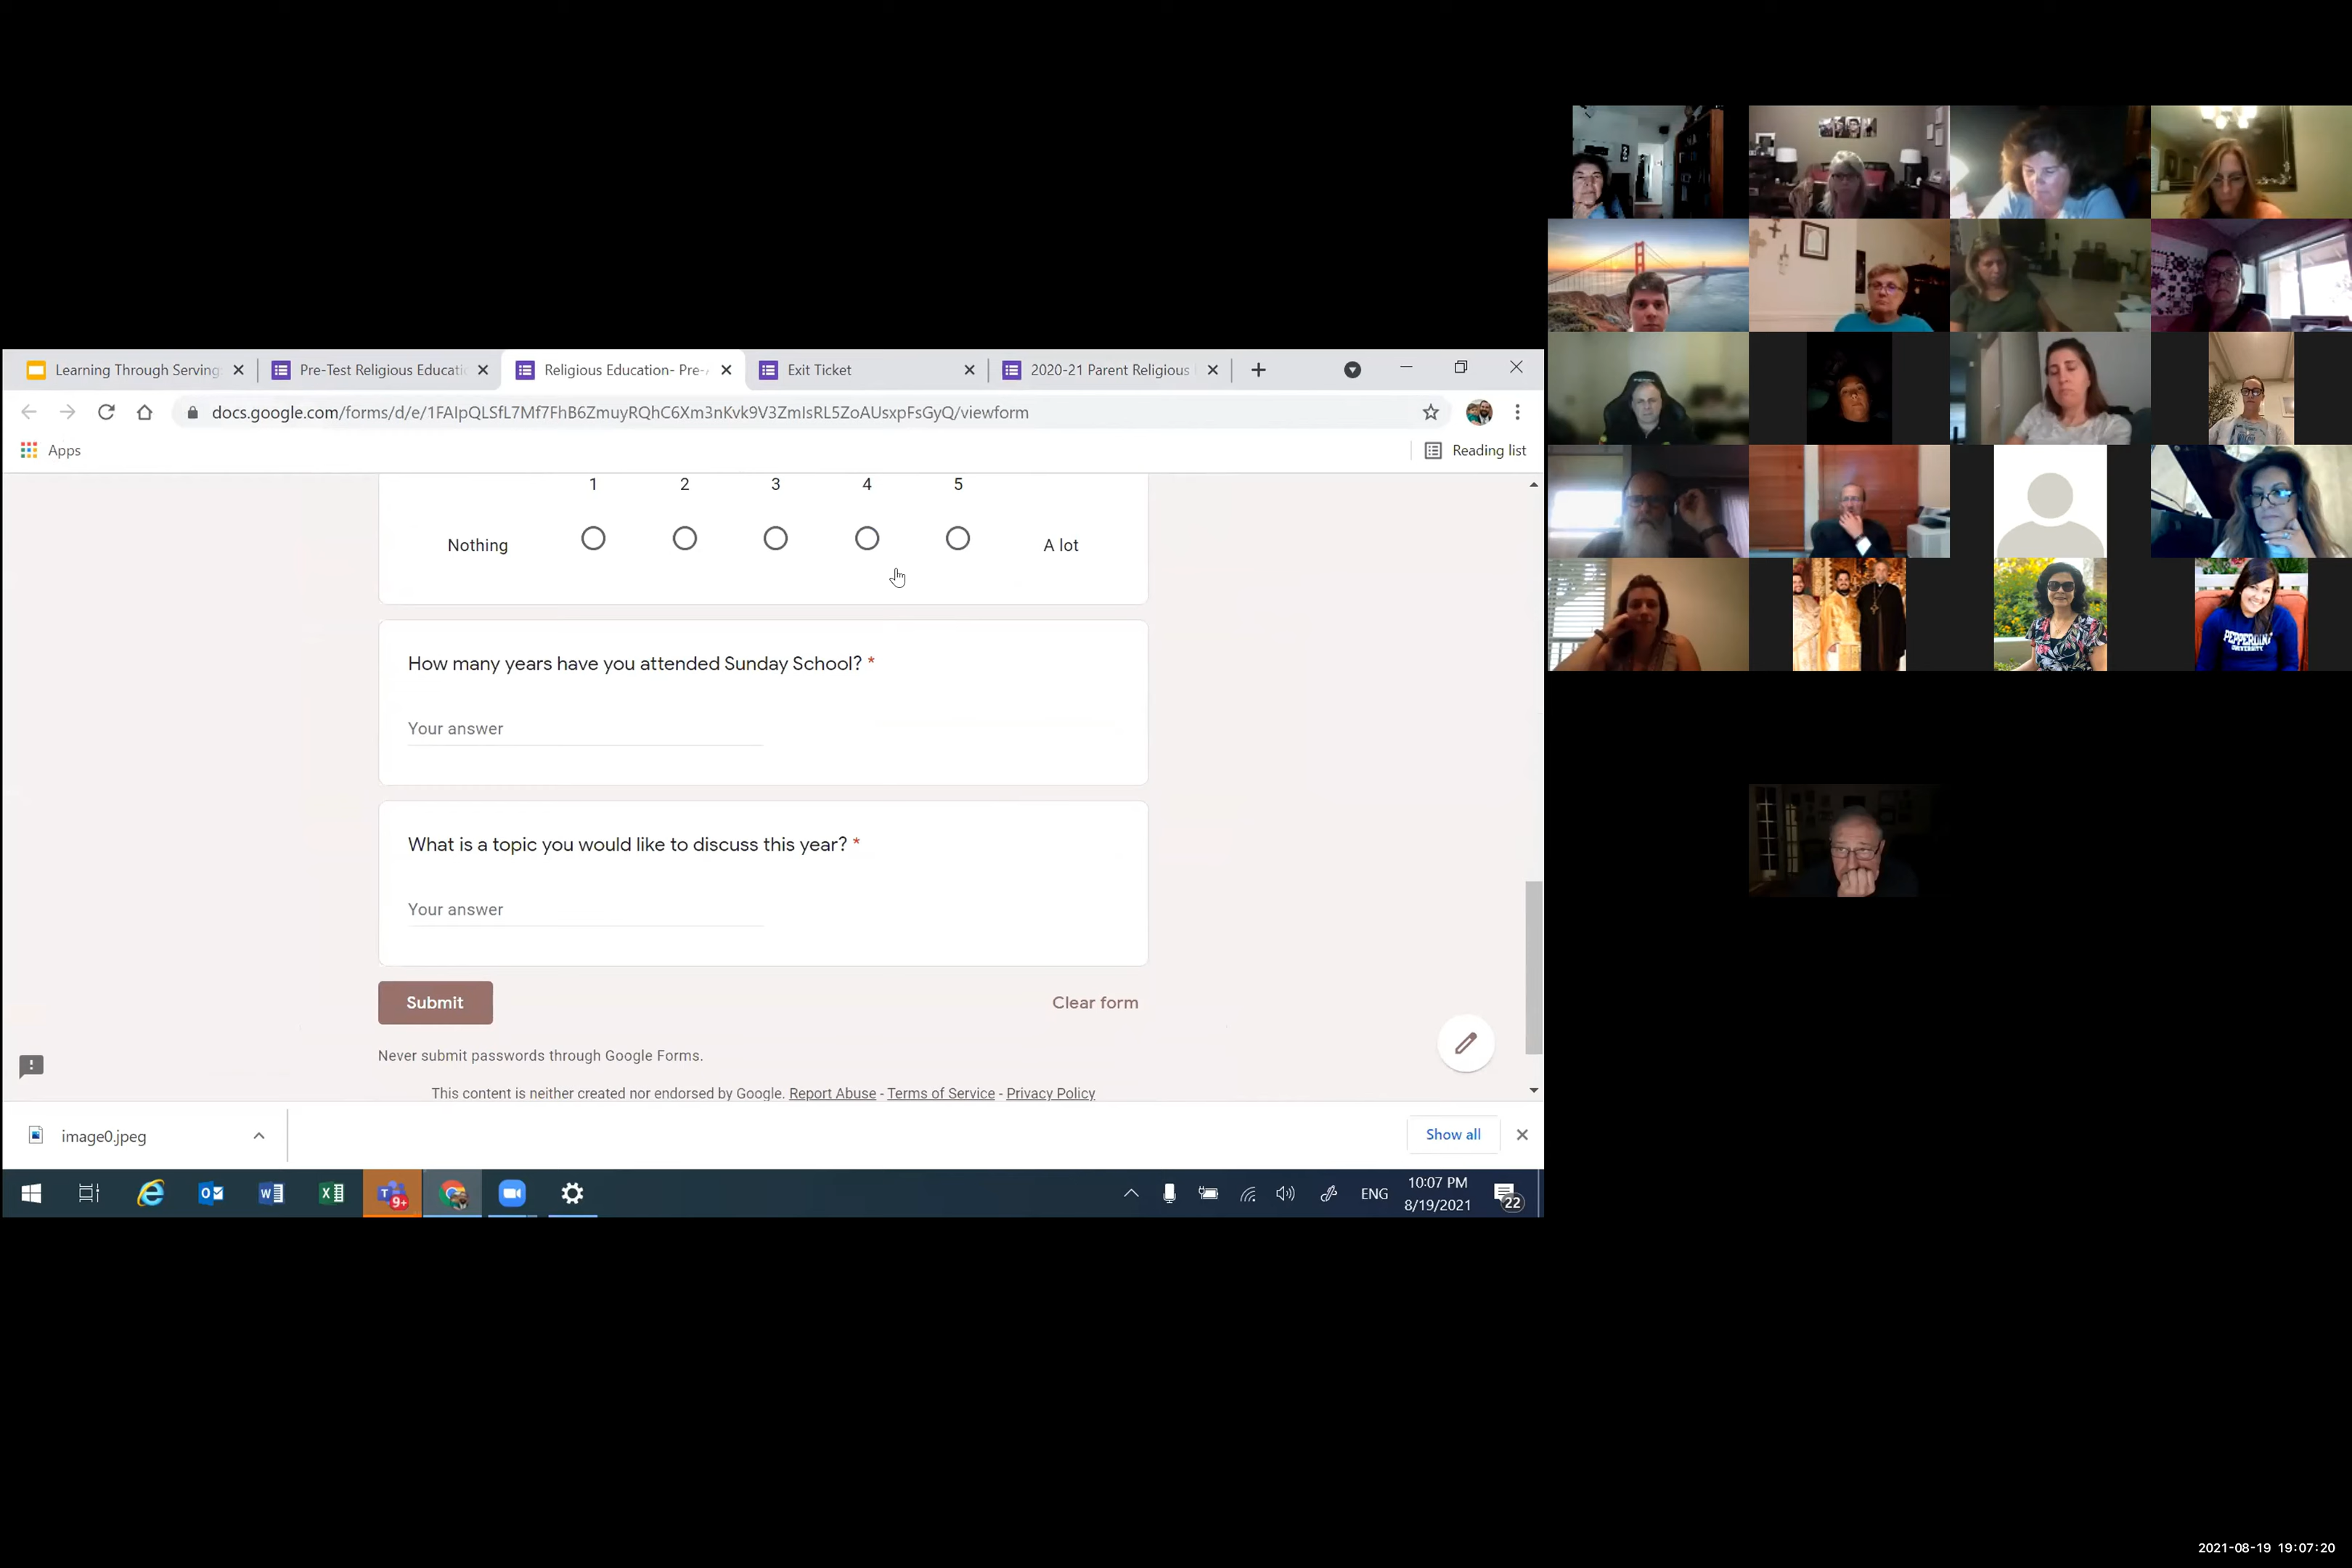 Learning Through Serving
Pre-Test Religious Educati
Religious Education- Pre-
Exit Ticket
2020-21 Parent Religious
docs.google.com/forms/d/e/1FAIpQLSfL7Mf7FhB6ZmuyRQhC6Xm3nKvk9V3ZmIsRL5ZoAUsxpFsGyQ/viewform
Apps
Reading list
1 2 3 4 5
Nothing
A lot
How many years have you attended Sunday School? *
Your answer
What is a topic you would like to discuss this year? *
Your answer
Submit
Clear form
Never submit passwords through Google Forms.
This content is neither created nor endorsed by Google. Report Abuse - Terms of Service - Privacy Policy
image0.jpeg
Show all
9+
ENG
10:07 PM
8/19/2021
22
PEPPERDINE
UNIVERSITY
2021-08-19 19:07:20